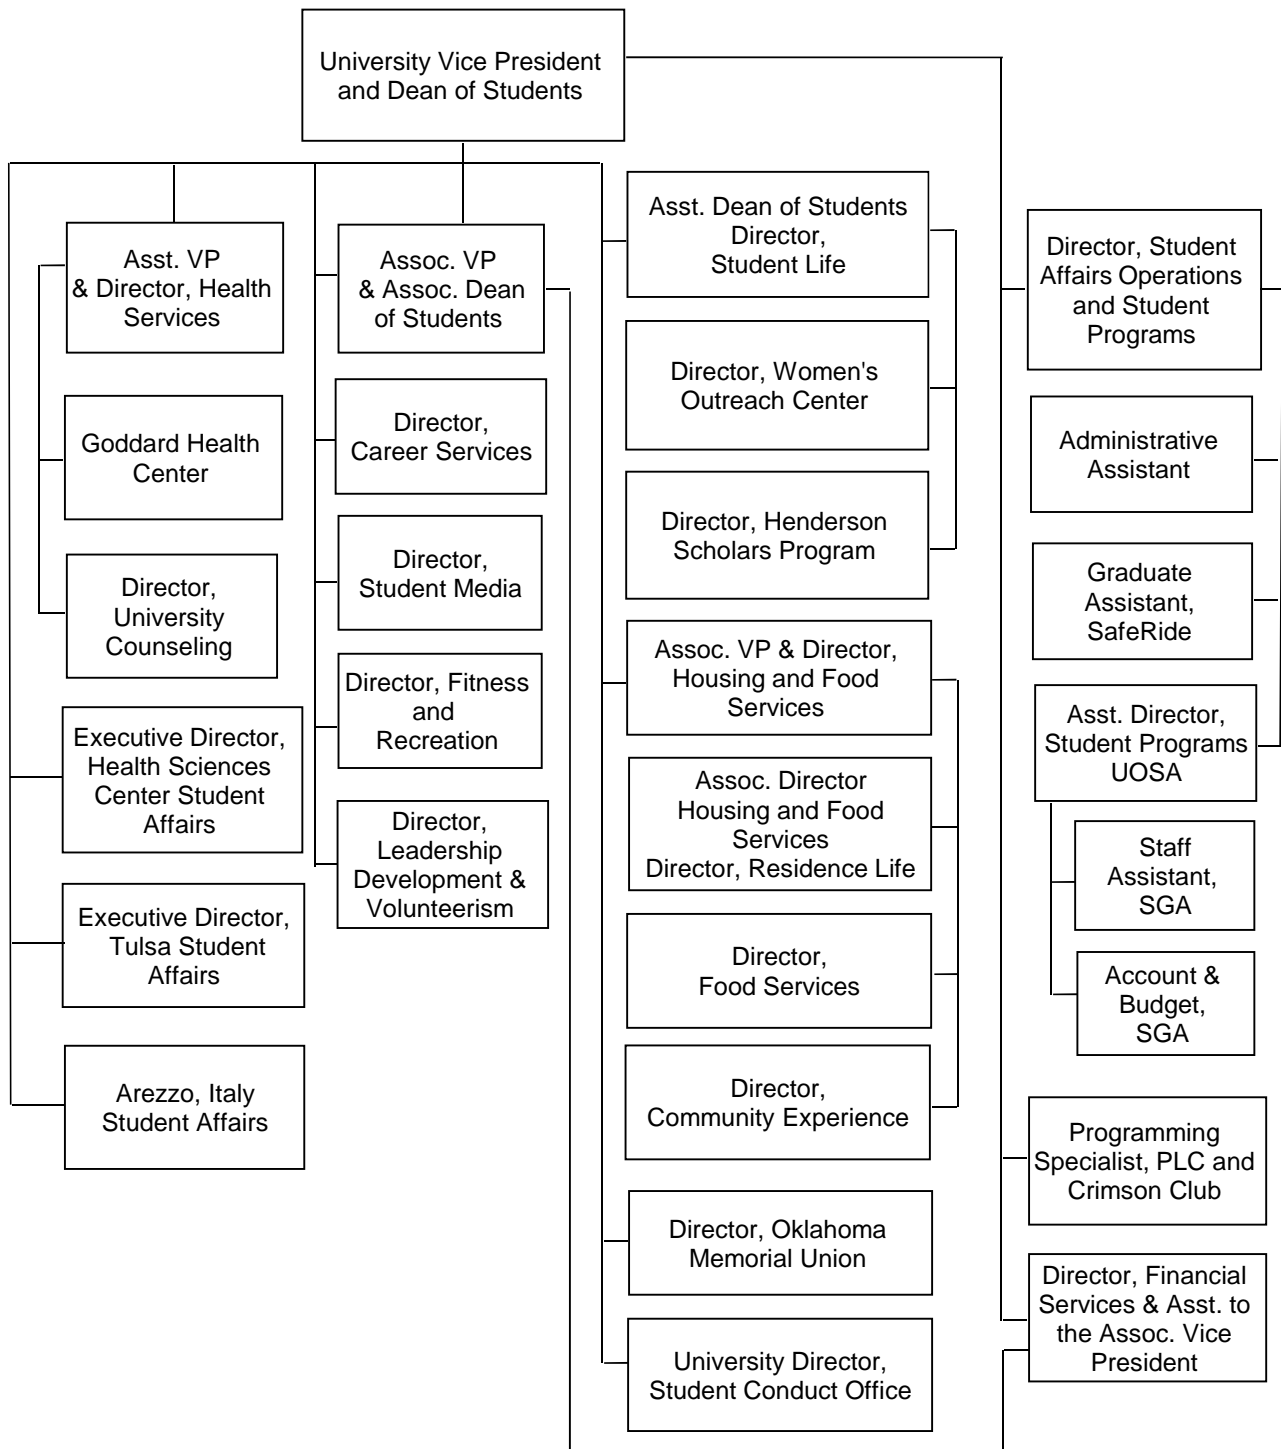 University Vice President
and Dean of Students
Asst. VP
& Director, Health
Services
Goddard Health
Center
Director,
University
Counseling
Executive Director,
Health Sciences
Center Student
Affairs
Executive Director,
Tulsa Student
Affairs
Arezzo, Italy
Student Affairs
Assoc. VP
& Assoc. Dean
of Students
Director,
Career Services
Director,
Student Media
Director, Fitness
and
Recreation
Director,
Leadership
Development &
Volunteerism
Asst. Dean of Students
Director,
Student Life
Director, Women's
Outreach Center
Director, Henderson
Scholars Program
Assoc. VP & Director,
Housing and Food
Services
Assoc. Director
Housing and Food
Services
Director, Residence Life
Director,
Food Services
Director,
Community Experience
Director, Oklahoma
Memorial Union
University Director,
Student Conduct Office
Director, Student
Affairs Operations
and Student
Programs
Administrative
Assistant
Graduate
Assistant,
SafeRide
Asst. Director,
Student Programs
UOSA
Staff
Assistant,
SGA
Account &
Budget,
SGA
Programming
Specialist, PLC and
Crimson Club
Director, Financial
Services & Asst. to
the Assoc. Vice
President